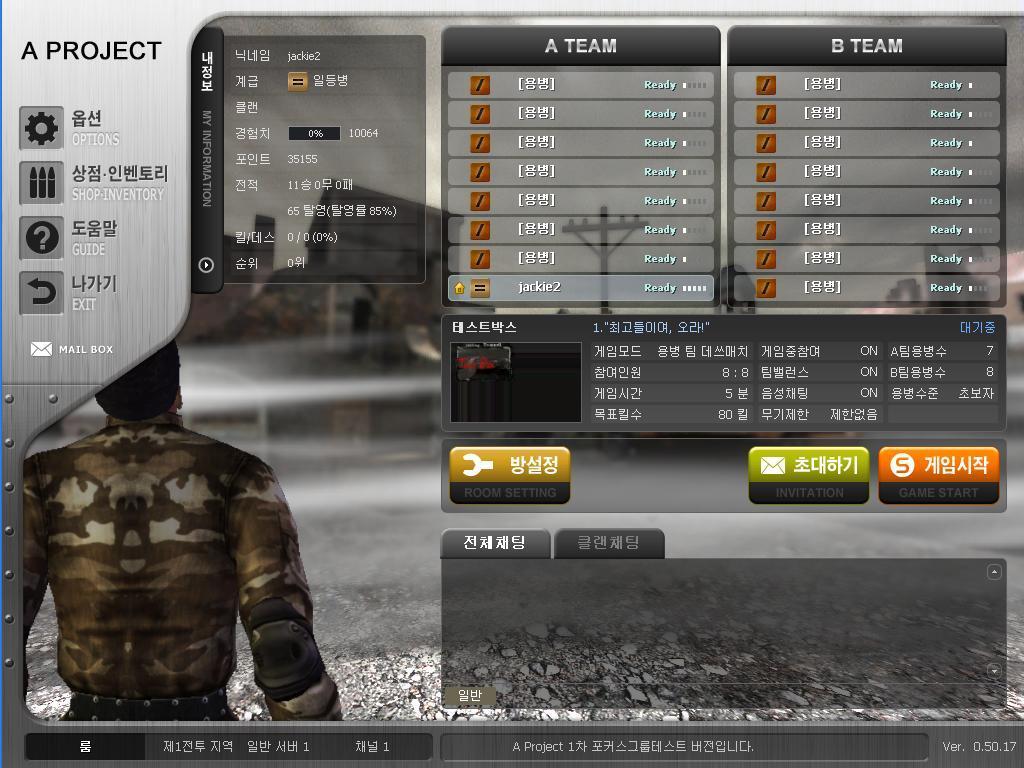 A PROJECT
옵션
OPTIONS
상점·인벤토리
SHOP·INVENTORY
도움말
GUIDE
나가기
EXIT
MAIL BOX
내정보
MY INFORMATION
닉네임 jackie2
계급 일등병
클랜
경험치 0% 10064
포인트 35155
전적 11승 0무 0패
65 탈영(탈영률 85%)
킬/데스 0 / 0 (0%)
순위 0위
A TEAM
[용병] Ready
[용병] Ready
[용병] Ready
[용병] Ready
[용병] Ready
[용병] Ready
[용병] Ready
jackie2 Ready
B TEAM
[용병] Ready
[용병] Ready
[용병] Ready
[용병] Ready
[용병] Ready
[용병] Ready
[용병] Ready
[용병] Ready
테스트박스 1."최고들이여, 오라!" 대기중
게임모드 용병 팀 데쓰매치 게임중참여 ON A팀용병수 7
참여인원 8 : 8 팀밸런스 ON B팀용병수 8
게임시간 5 분 음성채팅 ON 용병수준 초보자
목표킬수 80 킬 무기제한 제한없음
방설정
ROOM SETTING
초대하기
INVITATION
게임시작
GAME START
전체채팅 클랜채팅
일반
룸 제1전투 지역 일반 서버 1 채널 1 A Project 1차 포커스그룹테스트 버전입니다. Ver. 0.50.17